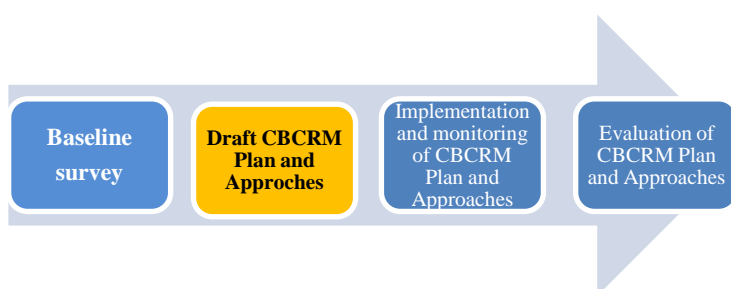 Baseline
survey
Draft CBCRM
Plan and
Approches
Implementation
and monitoring
of CBCRM
Plan and
Approaches
Evaluation of
CBCRM Plan
and Approaches